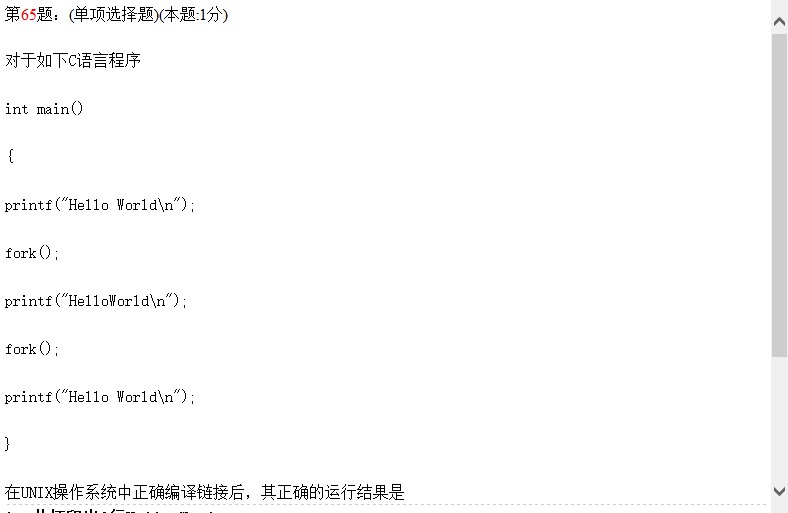 第65题：(单项选择题)(本题:1分)
对于如下C语言程序
int main()
{
printf("Hello World\n");
fork();
printf("HelloWorld\n");
fork();
printf("Hello World\n");
}
在UNIX操作系统中正确编译链接后，其正确的运行结果是